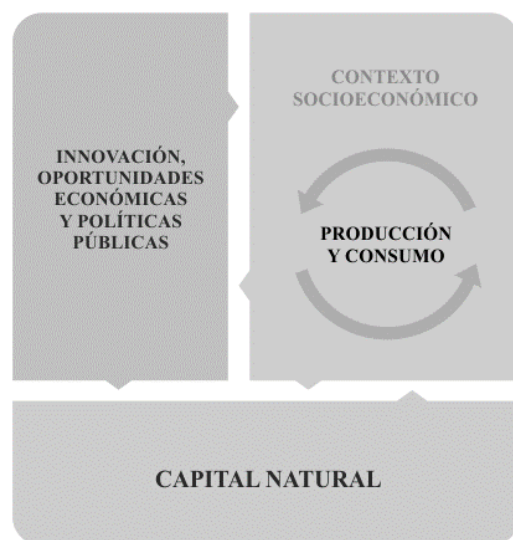 INNOVACIÓN,
OPORTUNIDADES
ECONÓMICAS
Y POLÍTICAS
PÚBLICAS
CONTEXTO
SOCIOECONÓMICO
PRODUCCIÓN
Y CONSUMO
CAPITAL NATURAL